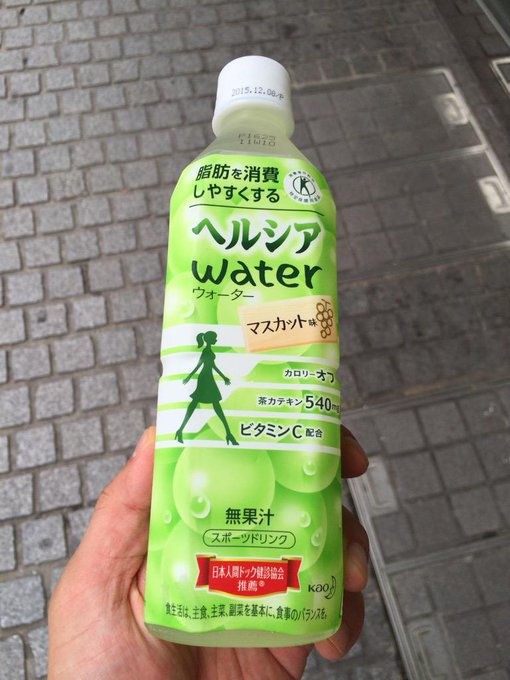 2015.12.08/P
F1625
11W10
脂肪を消費
しやすくする
ヘルシア
water
ウォーター
マスカット味
カロリーオフ
茶カテキン540mg
ビタミンC配合
無果汁
スポーツドリンク
日本人間ドック健診協会
推薦®
Kao
食生活は、主食、主菜、副菜を基本に、食事のバランスを。